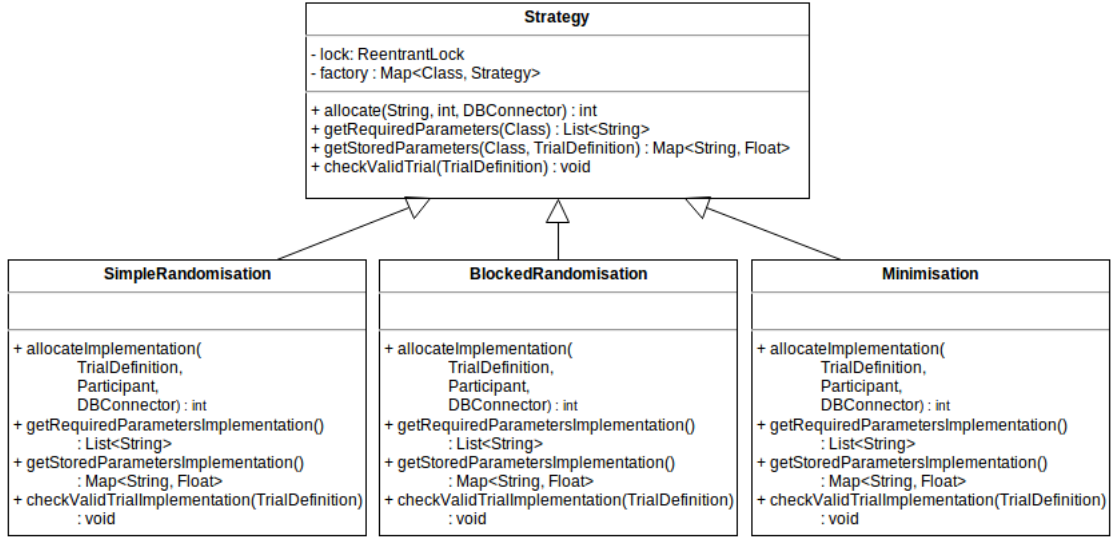 Strategy
- lock: ReentrantLock
- factory : Map<Class, Strategy>
+ allocate(String, int, DBConnector) : int
+ getRequiredParameters(Class) : List<String>
+ getStoredParameters(Class, TrialDefinition) : Map<String, Float>
+ checkValidTrial(TrialDefinition) : void
SimpleRandomisation
+ allocateImplementation(
TrialDefinition,
Participant,
DBConnector) : int
+ getRequiredParametersImplementation()
: List<String>
+ getStoredParametersImplementation()
: Map<String, Float>
+ checkValidTrialImplementation(TrialDefinition)
: void
BlockedRandomisation
+ allocateImplementation(
TrialDefinition,
Participant,
DBConnector) : int
+ getRequiredParametersImplementation()
: List<String>
+ getStoredParametersImplementation()
: Map<String, Float>
+ checkValidTrialImplementation(TrialDefinition)
: void
Minimisation
+ allocateImplementation(
TrialDefinition,
Participant,
DBConnector) : int
+ getRequiredParametersImplementation()
: List<String>
+ getStoredParametersImplementation()
: Map<String, Float>
+ checkValidTrialImplementation(TrialDefinition)
: void